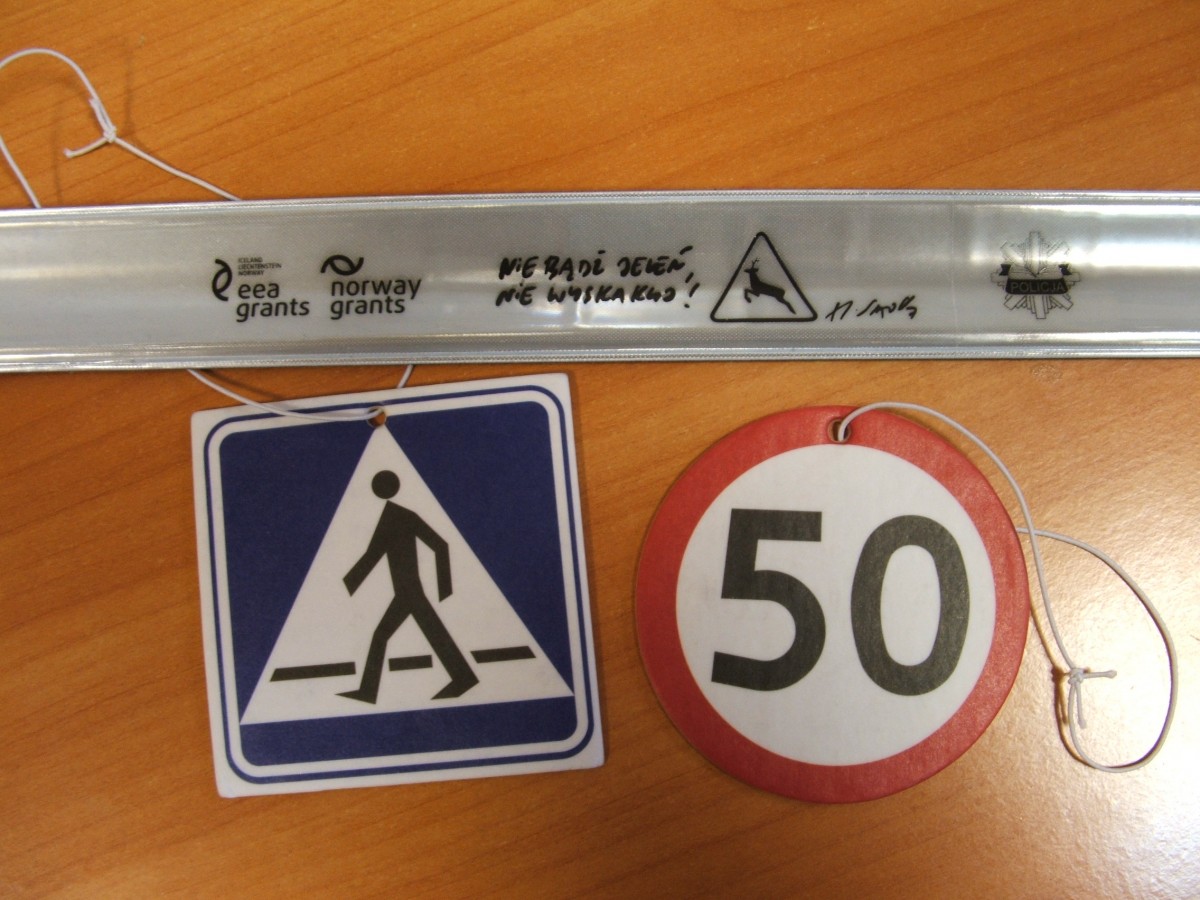 ICELAND
LIECHTENSTEIN
NORWAY
eea
grants
norway
grants
NIE BĄDŹ JELEŃ,
NIE WYSKAKUJ!
POLICJA
50